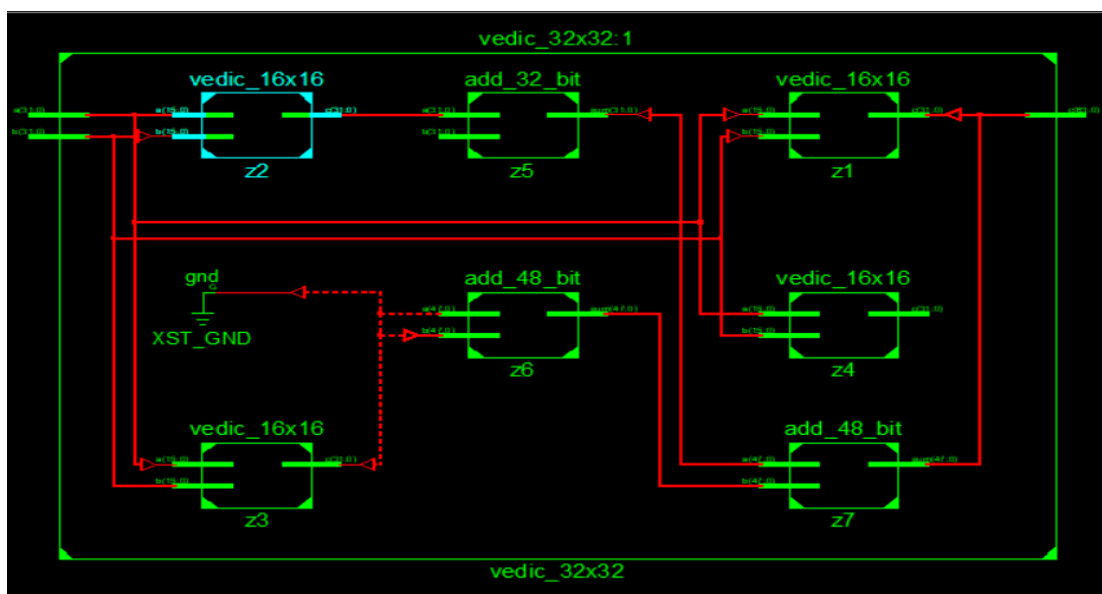 vedic_32x32:1
vedic_16x16 add_32_bit vedic_16x16
a(31:0) a(15:0) c(31:0) a(31:0) sum(31:0) a(15:0) c(31:0) c(63:0)
b(31:0) b(15:0) b(31:0) b(15:0)
z2 z5 z1
gnd add_48_bit vedic_16x16
G
a(47:0) sum(47:0) a(15:0) c(31:0)
XST_GND b(47:0) b(15:0)
z6 z4
vedic_16x16 add_48_bit
a(15:0) c(31:0) a(47:0) sum(47:0)
b(15:0) b(47:0)
z3 z7
vedic_32x32